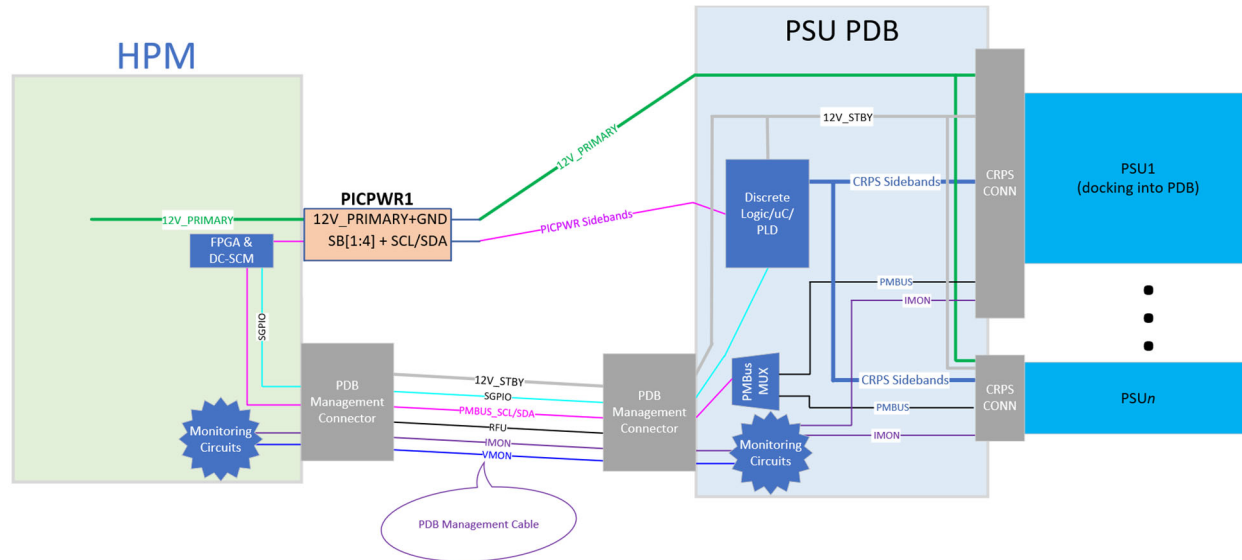 HPM
PSU PDB
12V_PRIMARY
PICPWR1
12V_PRIMARY+GND
SB[1:4] + SCL/SDA
FPGA &
DC-SCM
SGPIO
12V_PRIMARY
PICPWR Sidebands
12V_STBY
Discrete
Logic/uC/
PLD
CRPS Sidebands
CRPS
CONN
PSU1
(docking into PDB)
PMBUS
IMON
PDB
Management
Connector
12V_STBY
SGPIO
PMBUS_SCL/SDA
RFU
IMON
VMON
PDB
Management
Connector
PMBus
MUX
CRPS Sidebands
PMBUS
IMON
CRPS
CONN
PSUn
Monitoring
Circuits
Monitoring
Circuits
PDB Management Cable